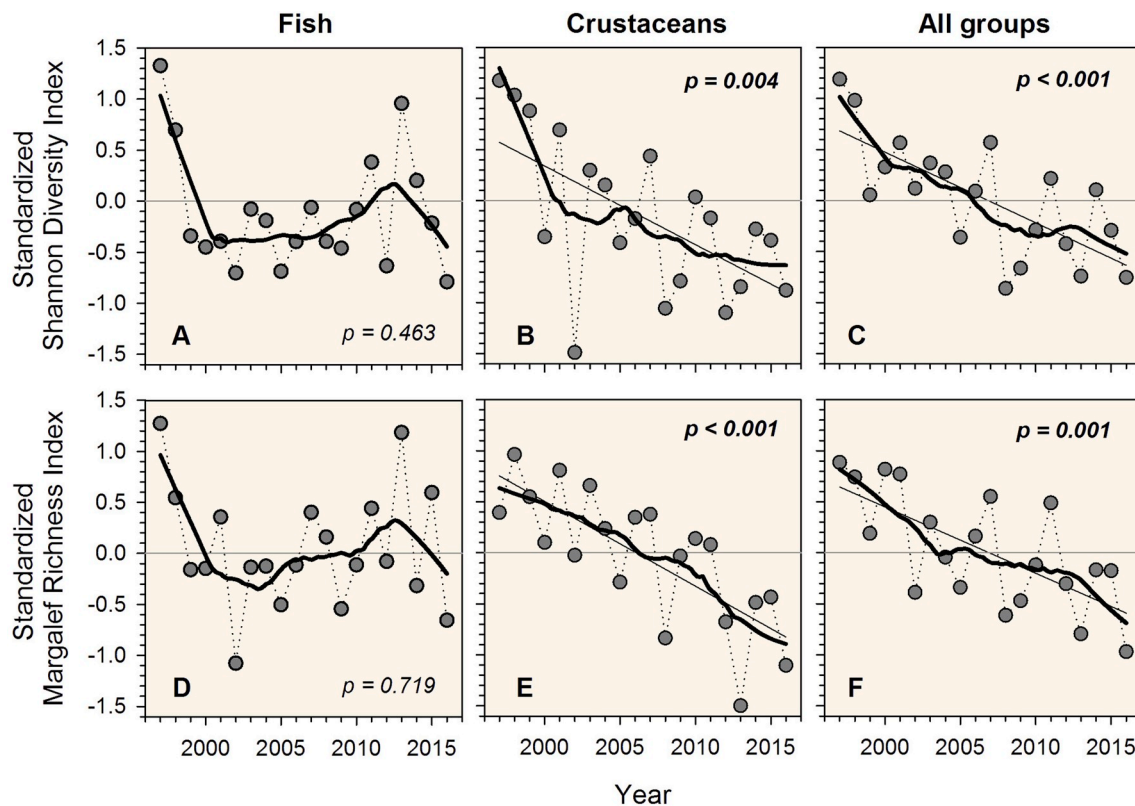 Fish Crustaceans All groups
Standardized
Shannon Diversity Index
1.5
1.0
0.5
0.0
-0.5
-1.0
-1.5
A
p = 0.463
B
p = 0.004
C
p < 0.001
Standardized
Margalef Richness Index
1.5
1.0
0.5
0.0
-0.5
-1.0
-1.5
D
p = 0.719
E
p < 0.001
F
p = 0.001
2000 2005 2010 2015 2000 2005 2010 2015 2000 2005 2010 2015
Year